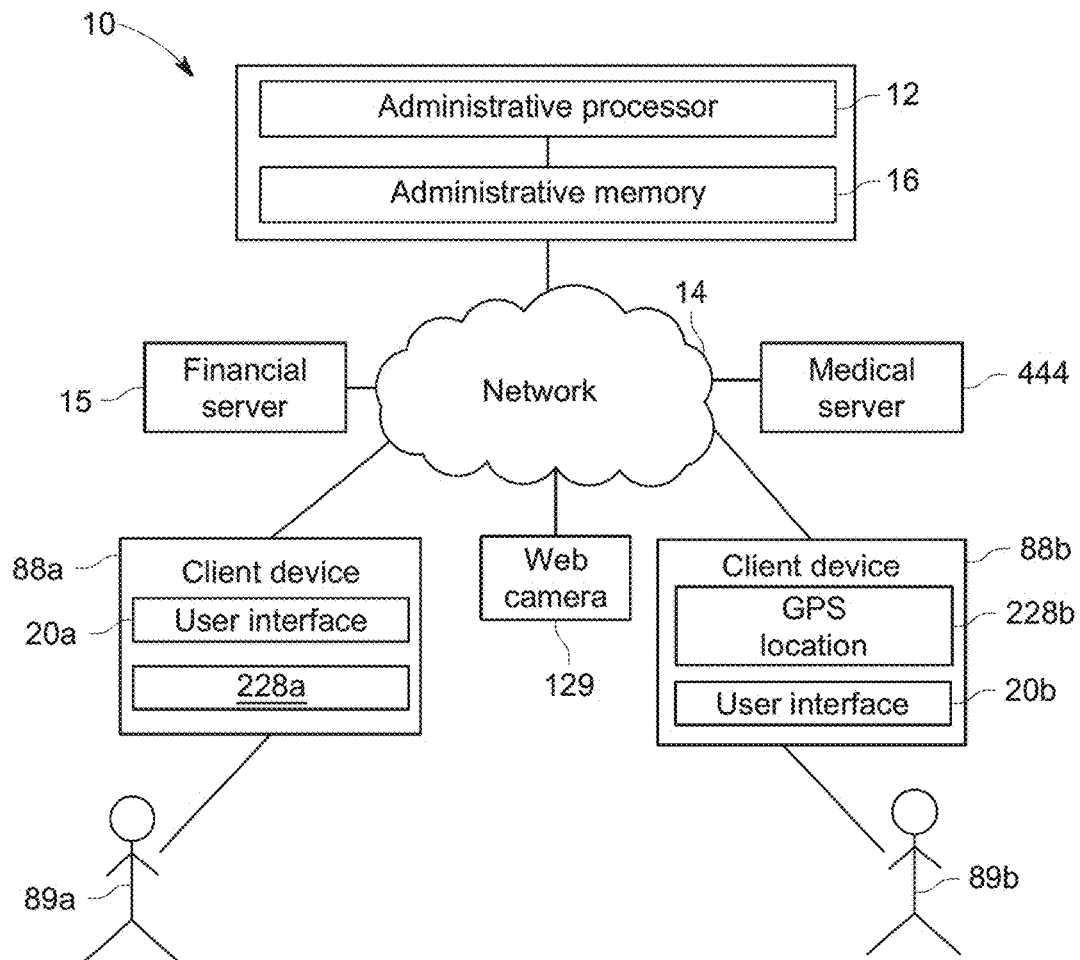 10
Administrative processor
12
Administrative memory
16
14
Financial
server
15
Network
Medical
server
444
88a
Client device
User interface
20a
228a
Web
camera
129
Client device
88b
GPS
location
228b
User interface
20b
89a
89b